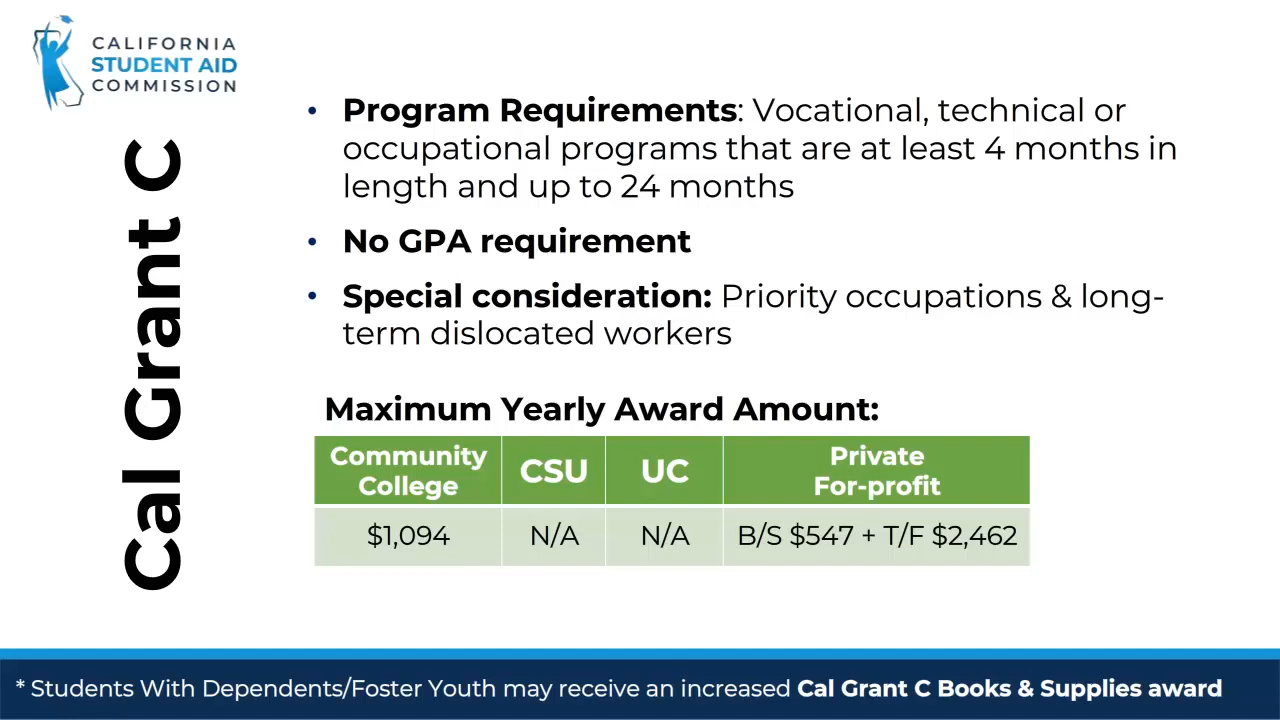 CALIFORNIA
STUDENT AID
COMMISSION
Cal Grant C
• Program Requirements: Vocational, technical or
occupational programs that are at least 4 months in
length and up to 24 months
• No GPA requirement
• Special consideration: Priority occupations & long-
term dislocated workers
Maximum Yearly Award Amount:
Community College CSU UC Private For-profit
$1,094 N/A N/A B/S $547 + T/F $2,462
* Students With Dependents/Foster Youth may receive an increased Cal Grant C Books & Supplies award